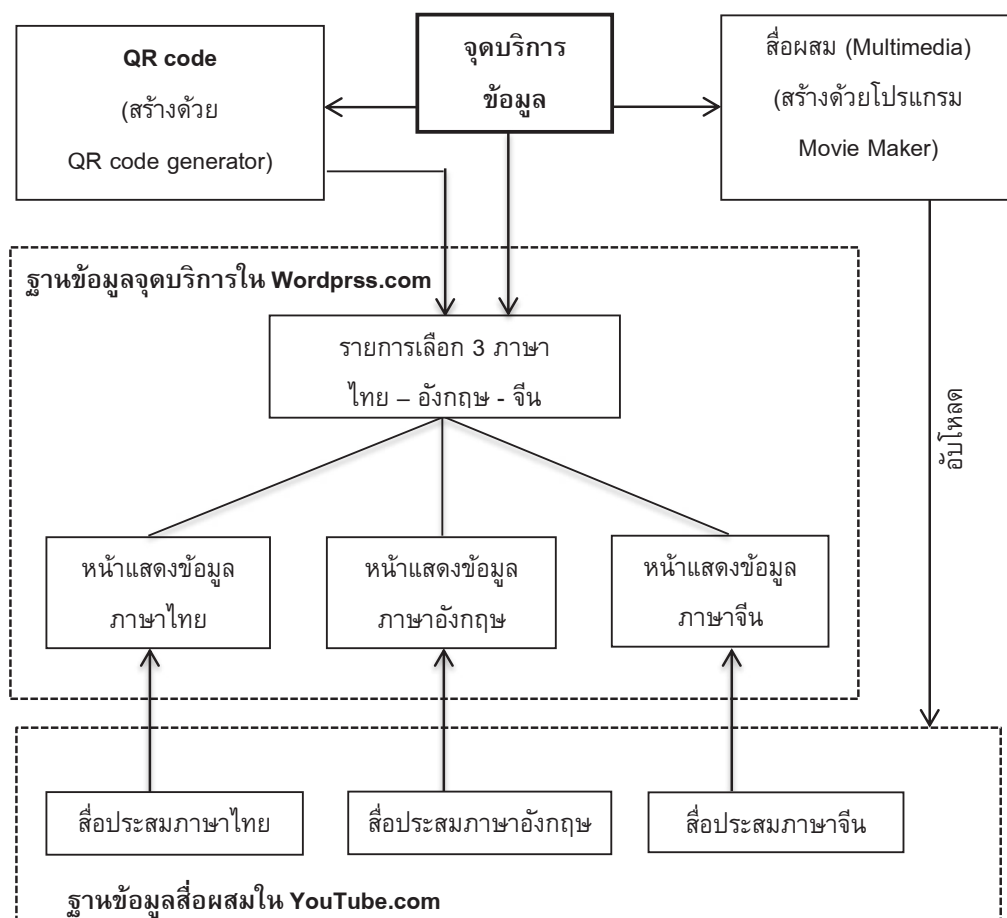 QR code
(สร้างด้วย
QR code generator)
จุดบริการ
ข้อมูล
สื่อผสม (Multimedia)
(สร้างด้วยโปรแกรม
Movie Maker)
ฐานข้อมูลจุดบริการใน Wordprss.com
รายการเลือก 3 ภาษา
ไทย – อังกฤษ - จีน
อัปโหลด
หน้าแสดงข้อมูล
ภาษาไทย
หน้าแสดงข้อมูล
ภาษาอังกฤษ
หน้าแสดงข้อมูล
ภาษาจีน
สื่อประสมภาษาไทย
สื่อประสมภาษาอังกฤษ
สื่อประสมภาษาจีน
ฐานข้อมูลสื่อผสมใน YouTube.com